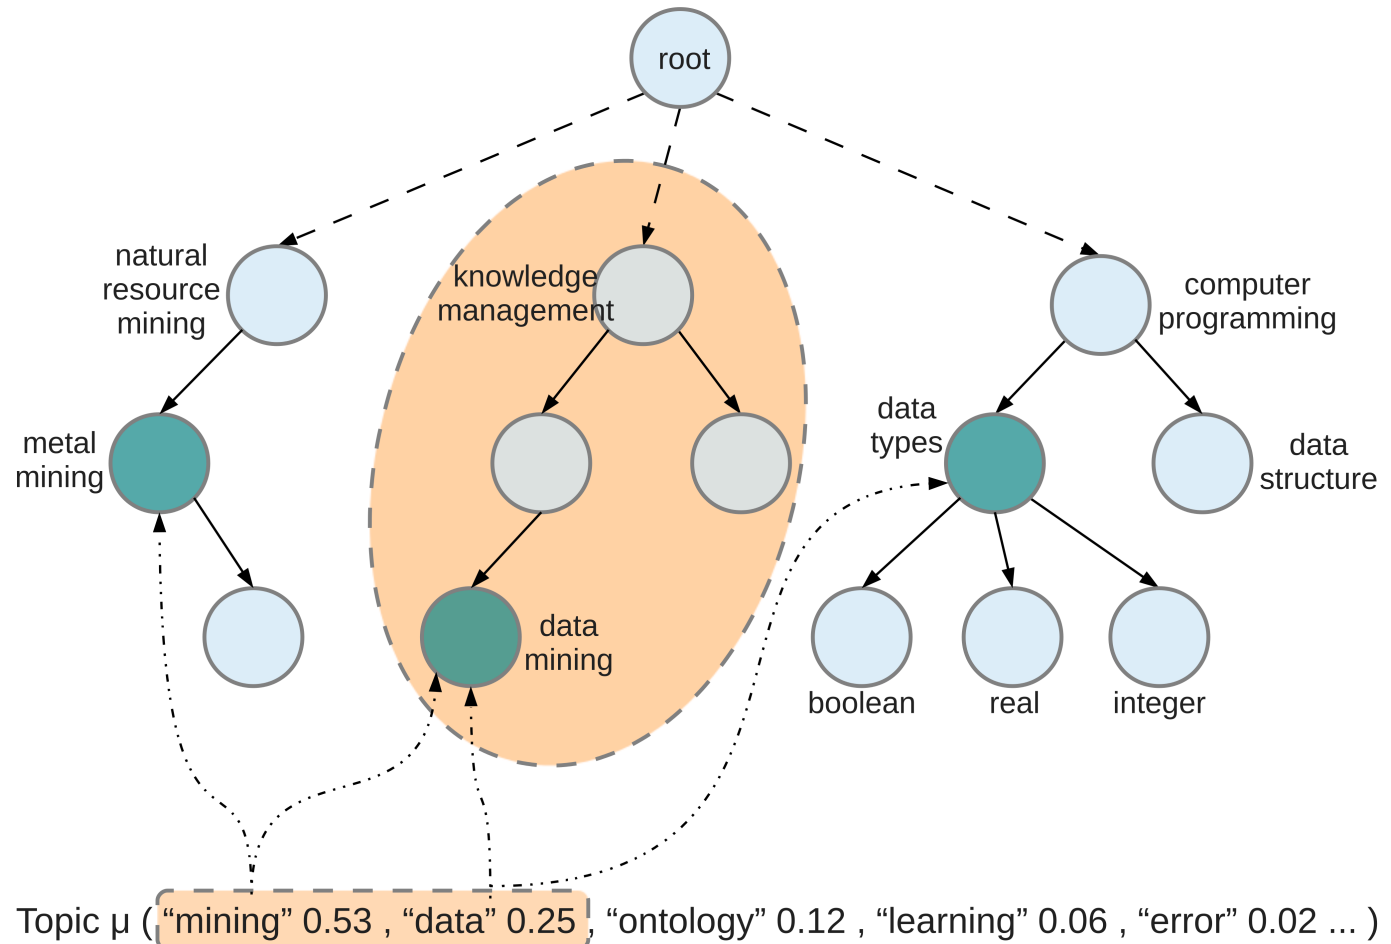 root
natural
resource
mining
knowledge
management
computer
programming
metal
mining
data
types
data
structure
data
mining
boolean
real
integer
Topic μ ( “mining” 0.53 , “data” 0.25 , “ontology” 0.12 , “learning” 0.06 , “error” 0.02 ... )